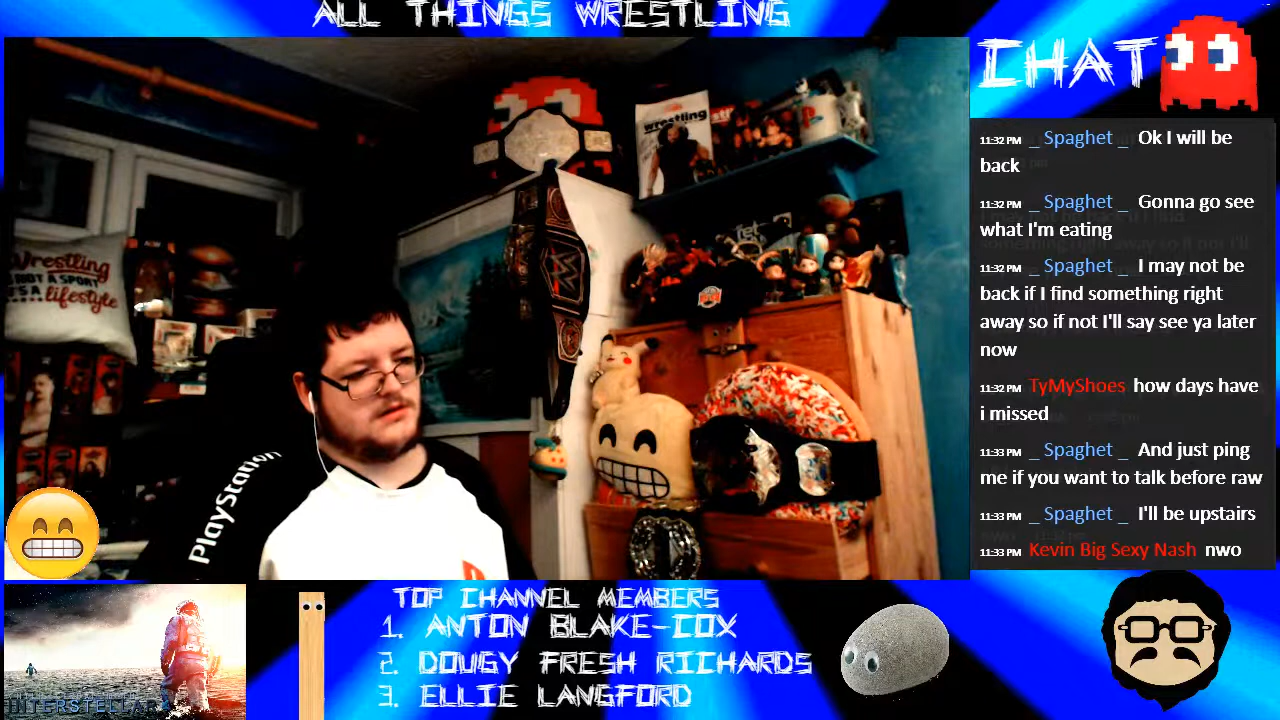 ALL THINGS WRESTLING
CHAT
wrestling
Wrestling
IS NOT A SPORT
IT'S A lifestyle
PlayStation
11:32 PM _ Spaghet _ Ok I will be
back
11:32 PM _ Spaghet _ Gonna go see
what I'm eating
11:32 PM _ Spaghet _ I may not be
back if I find something right
away so if not I'll say see ya later
now
11:32 PM TyMyShoes how days have
i missed
11:33 PM _ Spaghet _ And just ping
me if you want to talk before raw
11:33 PM _ Spaghet _ I'll be upstairs
11:33 PM Kevin Big Sexy Nash nwo
TOP CHANNEL MEMBERS
1. ANTON BLAKE-COX
2. DOUGY FRESH RICHARDS
3. ELLIE LANGFORD
INTERSTELLAR